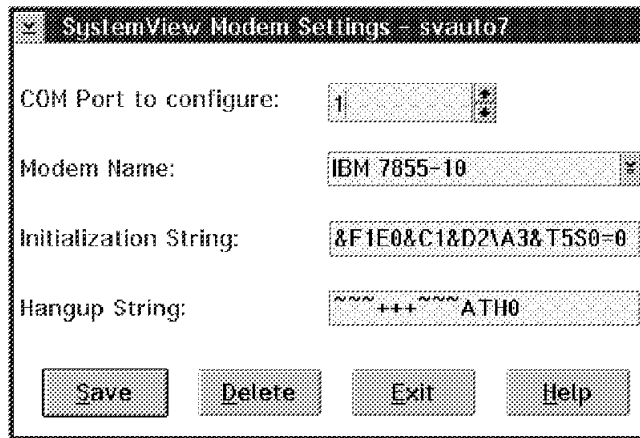 SystemView Modem Settings - svauto7
COM Port to configure: 1
Modem Name: IBM 7855-10
Initialization String: &F1E0&C1&D2\A3&T5S0=0
Hangup String: ~~~+++~~~ATH0
Save Delete Exit Help